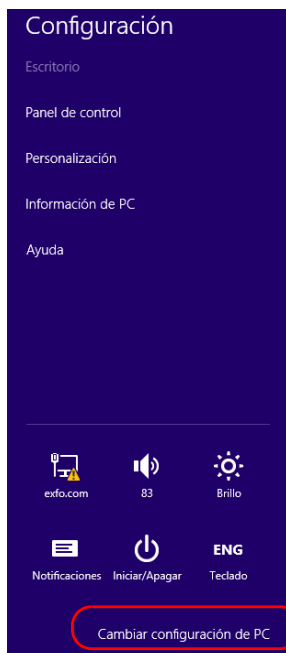 Configuración
Escritorio
Panel de control
Personalización
Información de PC
Ayuda
exfo.com 83 Brillo
ENG
Notificaciones Iniciar/Apagar Teclado
Cambiar configuración de PC